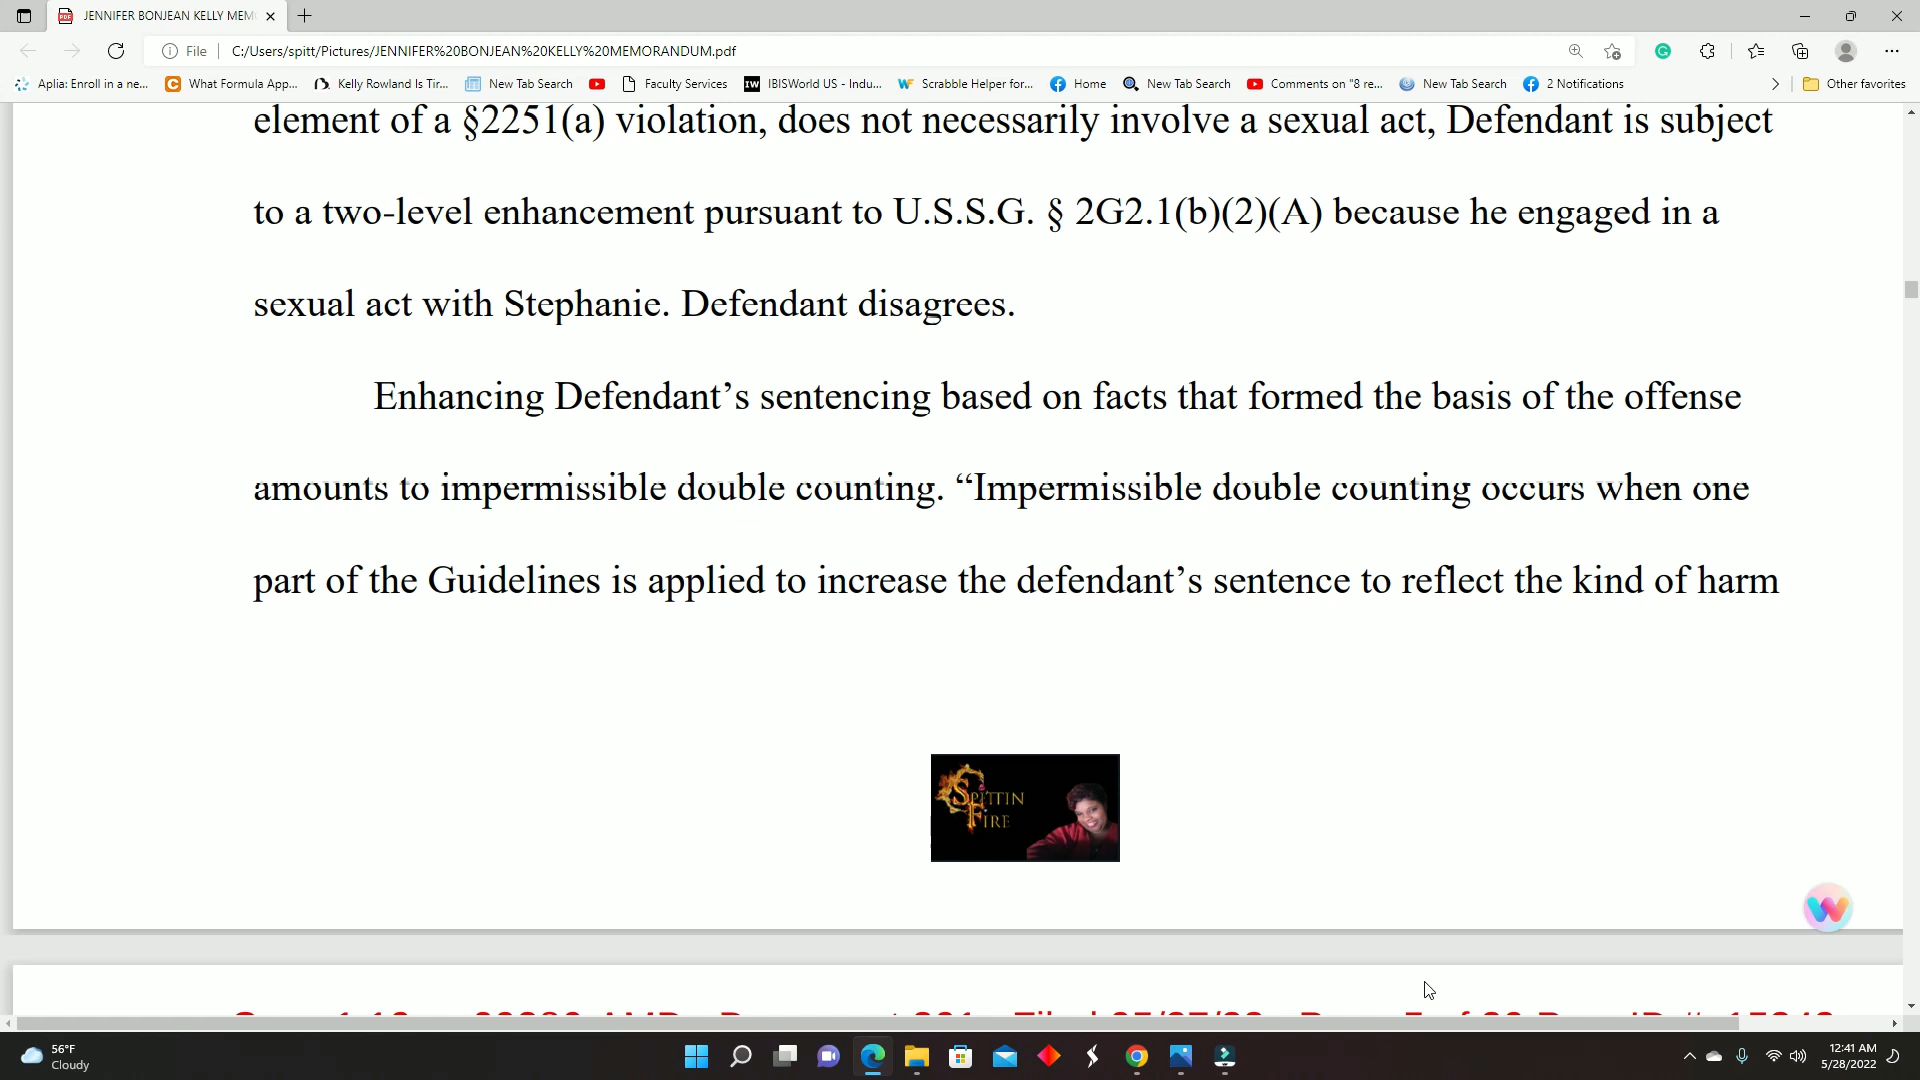 JENNIFER BONJEAN KELLY MEM
File
C:/Users/spitt/Pictures/JENNIFER%20BONJEAN%20KELLY%20MEMORANDUM.pdf
Aplia: Enroll in a ne... What Formula App... Kelly Rowland Is Tir... New Tab Search Faculty Services IBISWorld US - Indu... Scrabble Helper for... Home New Tab Search Comments on "8 re... New Tab Search 2 Notifications Other favorites
element of a §2251(a) violation, does not necessarily involve a sexual act, Defendant is subject
to a two-level enhancement pursuant to U.S.S.G. § 2G2.1(b)(2)(A) because he engaged in a
sexual act with Stephanie. Defendant disagrees.
Enhancing Defendant’s sentencing based on facts that formed the basis of the offense
amounts to impermissible double counting. “Impermissible double counting occurs when one
part of the Guidelines is applied to increase the defendant’s sentence to reflect the kind of harm
SPITTIN
FIRE
56°F
Cloudy
12:41 AM
5/28/2022